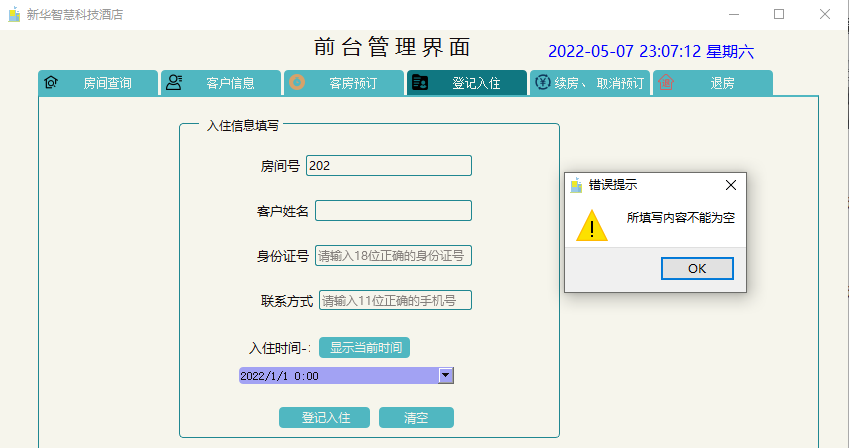 新华智慧科技酒店
前台管理界面
2022-05-07 23:07:12 星期六
房间查询 客户信息 客房预订 登记入住 续房、取消预订 退房
入住信息填写
房间号 202
客户姓名
身份证号 请输入18位正确的身份证号
联系方式 请输入11位正确的手机号
入住时间-: 显示当前时间
2022/1/1 0:00
登记入住 清空
错误提示
所填写内容不能为空
OK